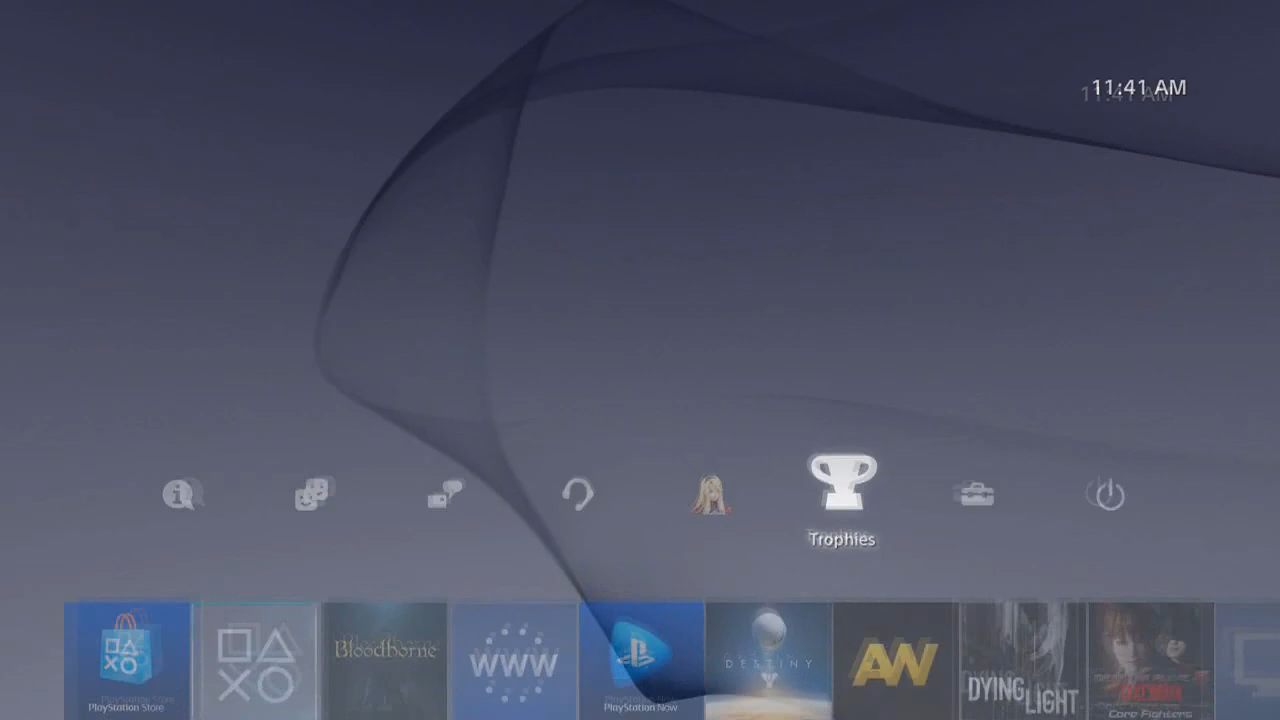 11:41 AM
Trophies
Bloodborne
WWW
DESTINY
AW
DYING LIGHT
Core Fighters
PlayStation Store
PlayStation Now